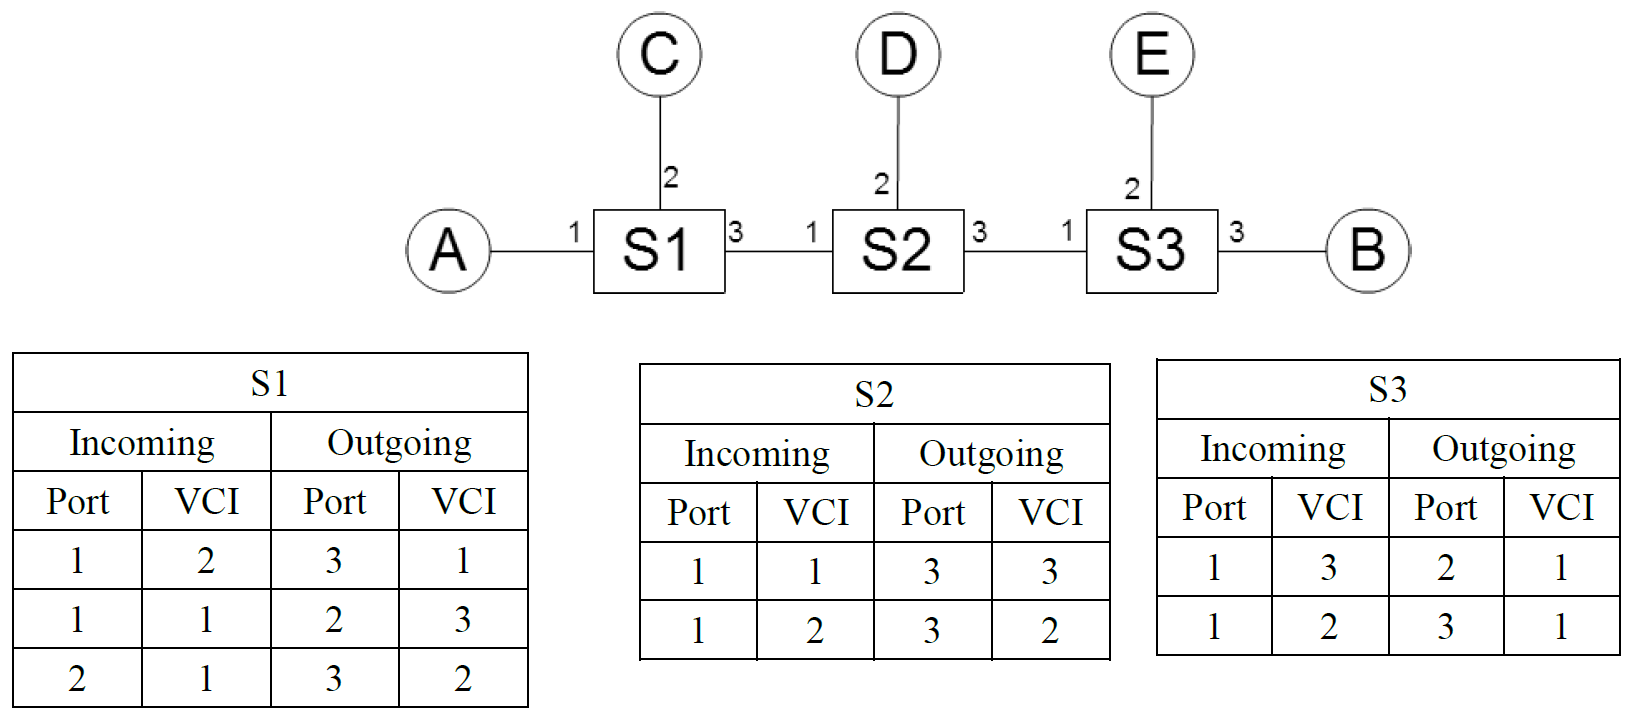 C D E
2 2 2
A 1 S1 3 1 S2 3 1 S3 3 B
S1
Incoming Outgoing
Port VCI Port VCI
1 2 3 1
1 1 2 3
2 1 3 2
S2
Incoming Outgoing
Port VCI Port VCI
1 1 3 3
1 2 3 2
S3
Incoming Outgoing
Port VCI Port VCI
1 3 2 1
1 2 3 1